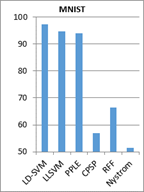 MNIST
100
90
80
70
60
50
LD-SVM
LLSVM
PPLE
CPSP
RFF
Nystrom